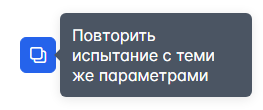 Повторить
испытание с теми
же параметрами